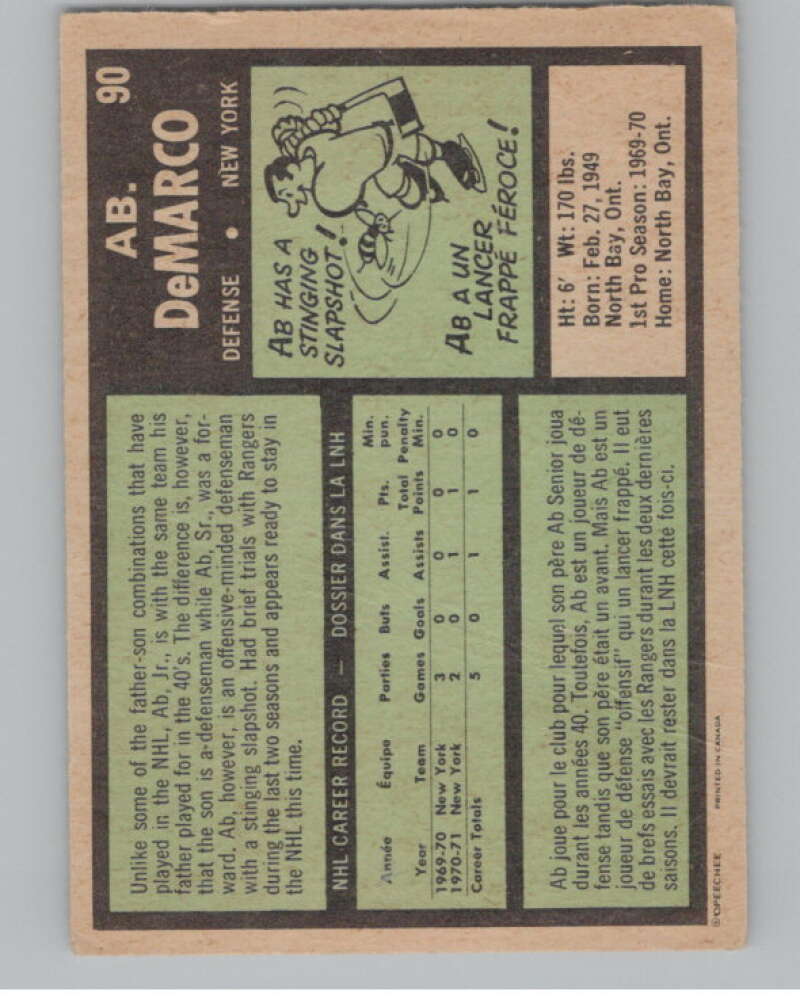 90
AB.
DeMARCO
DEFENSE • NEW YORK
AB HAS A
STINGING
SLAPSHOT!
AB A UN
LANCER
FRAPPÉ FÉROCE!
Ht: 6' Wt: 170 lbs.
Born: Feb. 27, 1949
North Bay, Ont.
1st Pro Season: 1969-70
Home: North Bay, Ont.
Unlike some of the father-son combinations that have
played in the NHL, Ab, Jr., is with the same team his
father played for in the 40's. The difference is, however,
that the son is a defenseman while Ab, Sr., was a for-
ward. Ab, however, is an offensive-minded defenseman
with a stinging slapshot. Had brief trials with Rangers
during the last two seasons and appears ready to stay in
the NHL this time.
NHL CAREER RECORD — DOSSIER DANS LA LNH
Année Équipe Parties Buts Assist. Pts. Min. pun.
Year Team Games Goals Assists Total Points Penalty Min.
1969-70 New York 3 0 0 0 0
1970-71 New York 2 0 1 1 0
Career Totals 5 0 1 1 0
Ab joue pour le club pour lequel son père Ab Senior joua
durant les années 40. Toutefois, Ab est un joueur de dé-
fense tandis que son père était un avant. Mais Ab est un
joueur de défense "offensif" qui un lancer frappé. Il eut
de brefs essais avec les Rangers durant les deux dernières
saisons. Il devrait rester dans la LNH cette fois-ci.
©OPEECHEE PRINTED IN CANADA